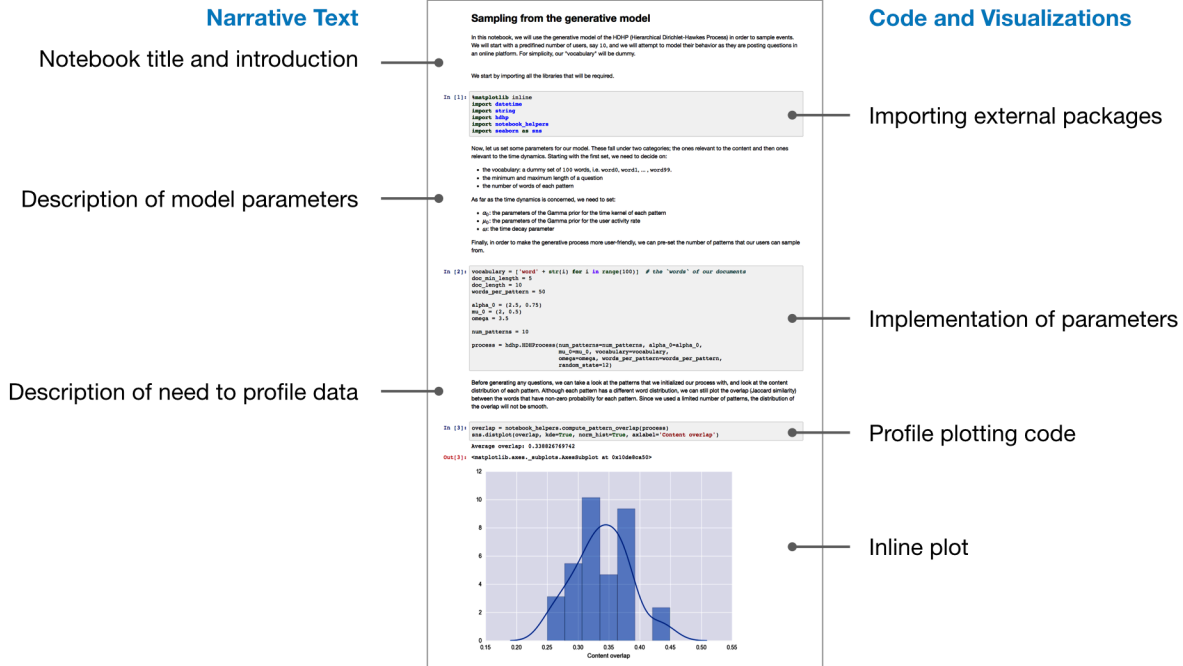 Narrative Text
Code and Visualizations
Notebook title and introduction
Description of model parameters
Description of need to profile data
Importing external packages
Implementation of parameters
Profile plotting code
Inline plot
Sampling from the generative model
In this notebook, we will use the generative model of the HDHP (Hierarchical Dirichlet-Hawkes Process) in order to sample events.
We will start with a predifined number of users, say 10, and we will attempt to model their behavior as they are posting questions in
an online platform. For simplicity, our "vocabulary" will be dummy.
We start by importing all the libraries that will be required.
In [1]:
%matplotlib inline
import datetime
import string
import hdhp
import notebook_helpers
import seaborn as sns
Now, let us set some parameters for our model. These fall under two categories; the ones relevant to the content and then ones
relevant to the time dynamics. Starting with the first set, we need to decide on:
• the vocabulary: a dummy set of 100 words, i.e. word0, word1, ... , word99.
• the minimum and maximum length of a question
• the number of words of each pattern
As far as the time dynamics is concerned, we need to set:
• α0: the parameters of the Gamma prior for the time kernel of each pattern
• μ0: the parameters of the Gamma prior for the user activity rate
• ω: the time decay parameter
Finally, in order to make the generative process more user-friendly, we can pre-set the number of patterns that our users can sample
from.
In [2]:
vocabulary = ['word' + str(i) for i in range(100)]  # the `words` of our documents
doc_min_length = 5
doc_length = 10
words_per_pattern = 50
alpha_0 = (2.5, 0.75)
mu_0 = (2, 0.5)
omega = 3.5
num_patterns = 10
process = hdhp.HDHProcess(num_patterns=num_patterns, alpha_0=alpha_0,
mu_0=mu_0, vocabulary=vocabulary,
omega=omega, words_per_pattern=words_per_pattern,
random_state=12)
Before generating any questions, we can take a look at the patterns that we initialized our process with, and look at the content
distribution of each pattern. Although each pattern has a different word distribution, we can still plot the overlap (Jaccard similarity)
between the words that have non-zero probability for each pattern. Since we used a limited number of patterns, the distribution of
the overlap will not be smooth.
In [3]:
overlap = notebook_helpers.compute_pattern_overlap(process)
sns.distplot(overlap, kde=True, norm_hist=True, axlabel='Content overlap')
Average overlap: 0.338826769742
Out[3]: <matplotlib.axes._subplots.AxesSubplot at 0x10de8ca50>
12
10
8
6
4
2
0
0.15 0.20 0.25 0.30 0.35 0.40 0.45 0.50 0.55
Content overlap